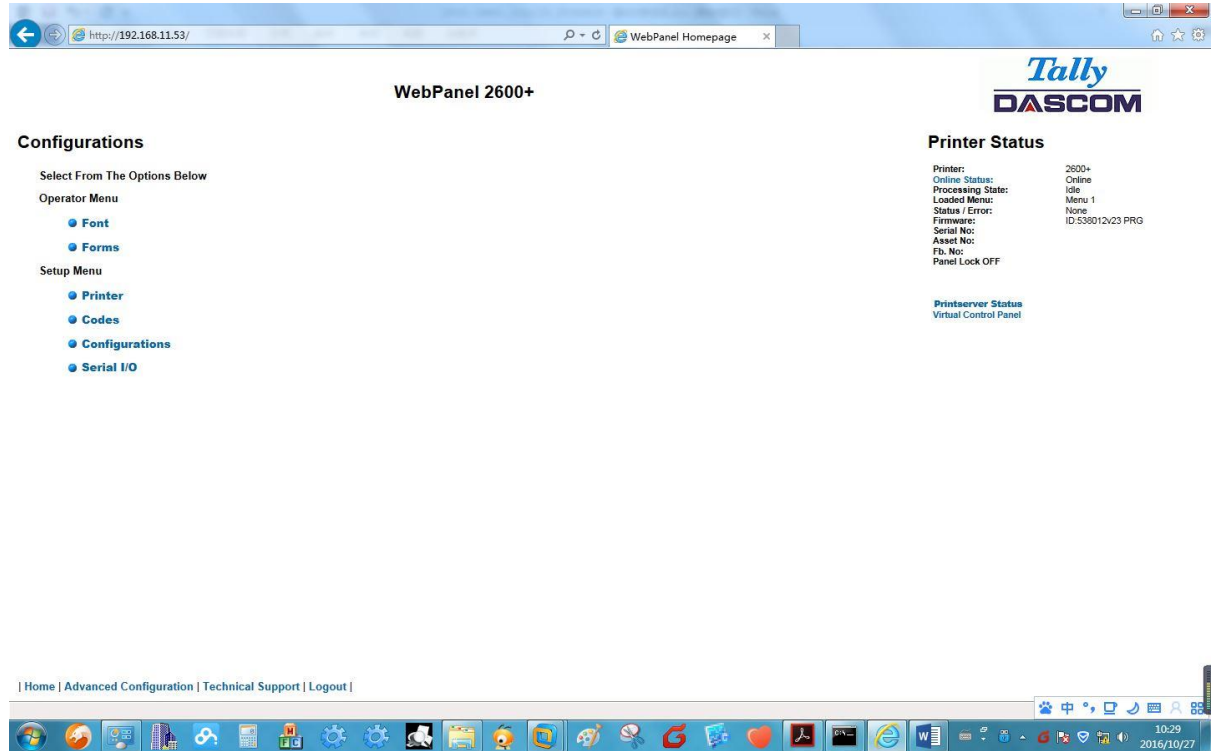 http://192.168.11.53/
WebPanel Homepage
WebPanel 2600+
Tally
DASCOM
Configurations
Select From The Options Below
Operator Menu
Font
Forms
Setup Menu
Printer
Codes
Configurations
Serial I/O
Printer Status
Printer: 2600+
Online Status: Online
Processing State: Idle
Loaded Menu: Menu 1
Status / Error: None
Firmware: ID:538012v23 PRG
Serial No:
Asset No:
Fb. No:
Panel Lock OFF
Printserver Status
Virtual Control Panel
| Home | Advanced Configuration | Technical Support | Logout |
中
10:29
2016/10/27